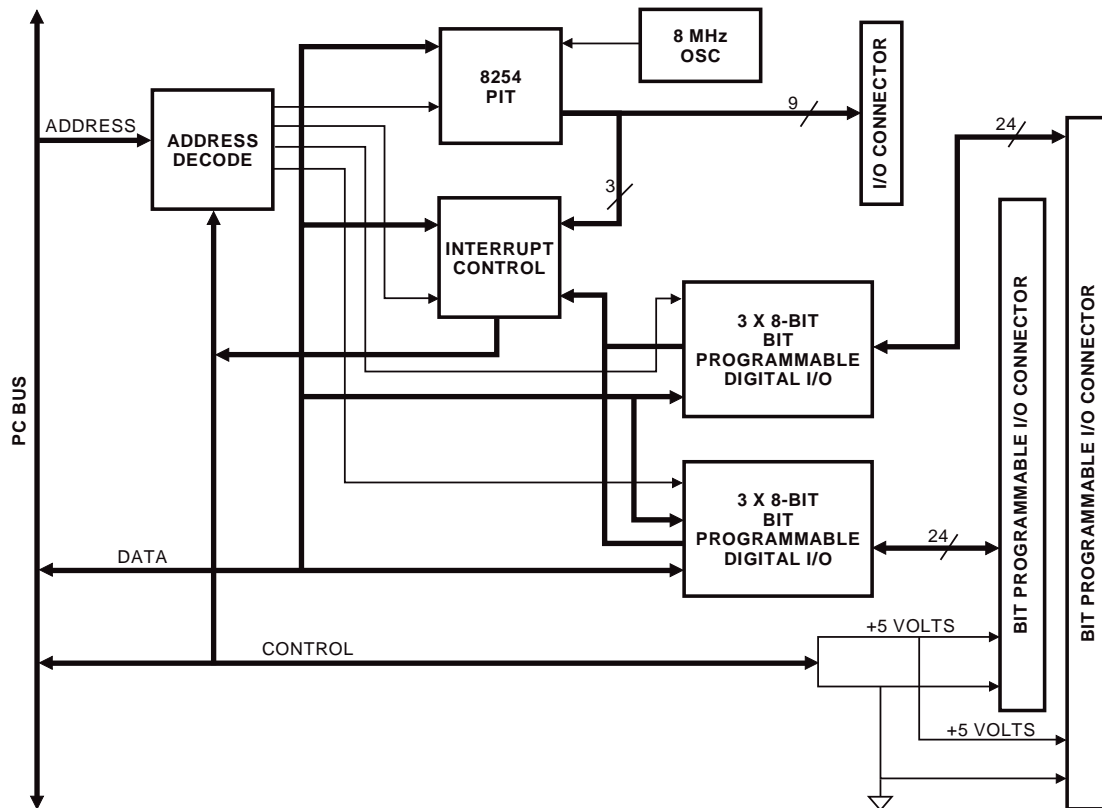 8 MHz
OSC
8254
PIT
9
I/O CONNECTOR
ADDRESS
ADDRESS
DECODE
24
3
INTERRUPT
CONTROL
3 X 8-BIT
BIT
PROGRAMMABLE
DIGITAL I/O
PC BUS
BIT PROGRAMMABLE I/O CONNECTOR
BIT PROGRAMMABLE I/O CONNECTOR
3 X 8-BIT
BIT
PROGRAMMABLE
DIGITAL I/O
24
DATA
+5 VOLTS
CONTROL
+5 VOLTS